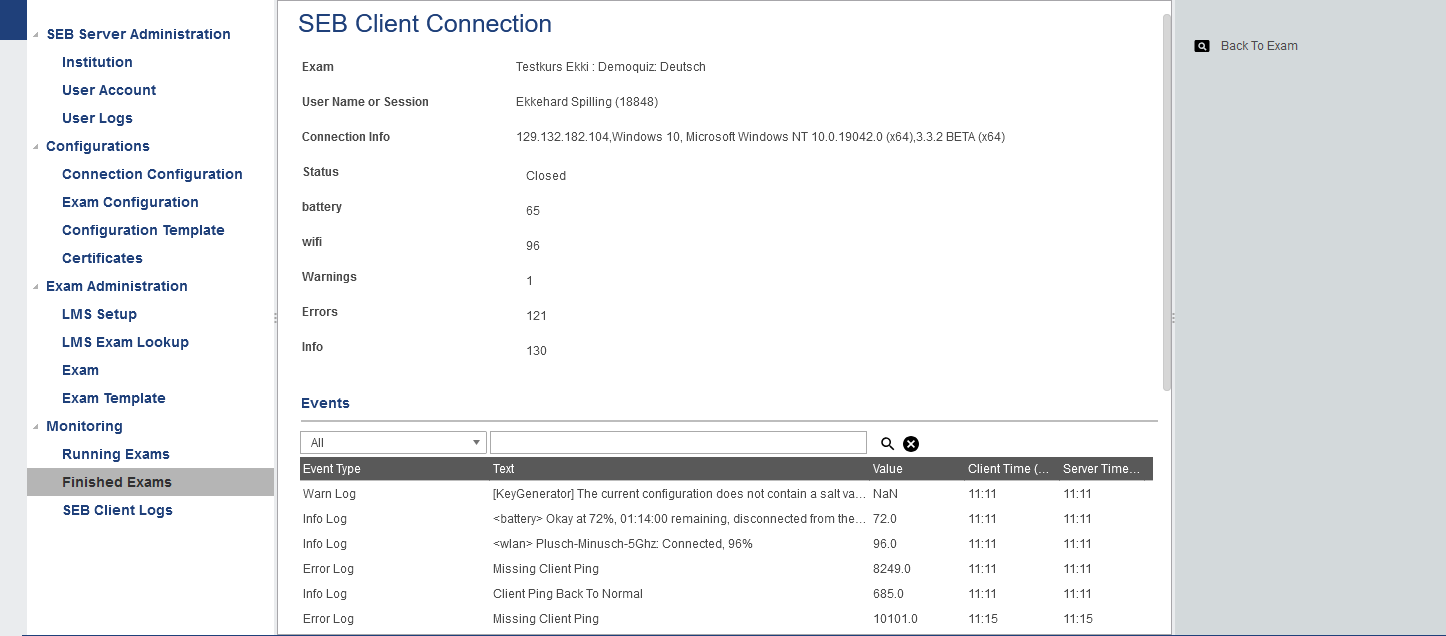 SEB Server Administration
Institution
User Account
User Logs
Configurations
Connection Configuration
Exam Configuration
Configuration Template
Certificates
Exam Administration
LMS Setup
LMS Exam Lookup
Exam
Exam Template
Monitoring
Running Exams
Finished Exams
SEB Client Logs
SEB Client Connection
Exam Testkurs Ekki : Demoquiz: Deutsch
User Name or Session Ekkehard Spilling (18848)
Connection Info 129.132.182.104,Windows 10, Microsoft Windows NT 10.0.19042.0 (x64),3.3.2 BETA (x64)
Status Closed
battery 65
wifi 96
Warnings 1
Errors 121
Info 130
Events
All
Event Type Text Value Client Time (... Server Time...
Warn Log [KeyGenerator] The current configuration does not contain a salt va... NaN 11:11 11:11
Info Log <battery> Okay at 72%, 01:14:00 remaining, disconnected from the... 72.0 11:11 11:11
Info Log <wlan> Plusch-Minusch-5Ghz: Connected, 96% 96.0 11:11 11:11
Error Log Missing Client Ping 8249.0 11:11 11:11
Info Log Client Ping Back To Normal 685.0 11:11 11:11
Error Log Missing Client Ping 10101.0 11:15 11:15
Back To Exam